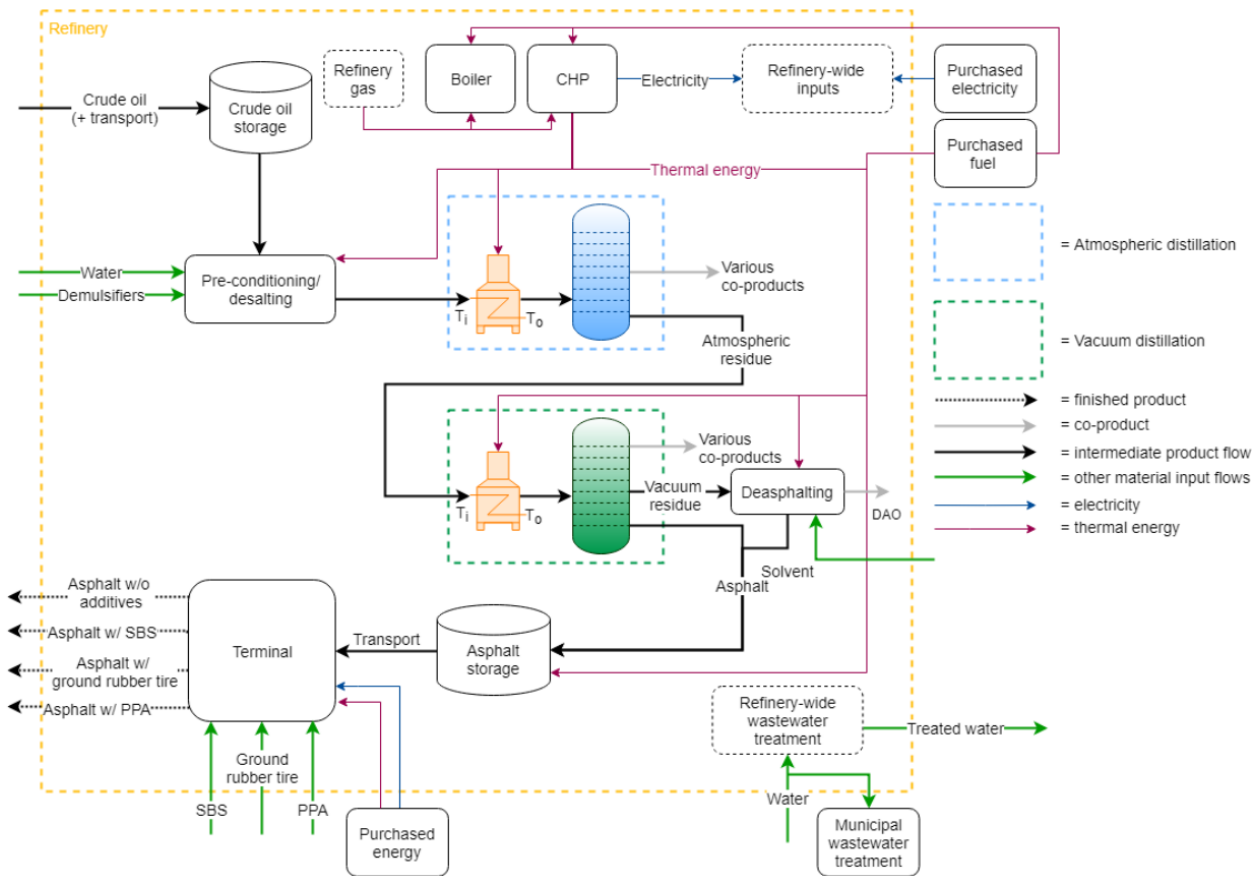 Refinery
Crude oil
(+ transport)
Crude oil
storage
Refinery
gas
Boiler
CHP
Electricity
Refinery-wide
inputs
Purchased
electricity
Purchased
fuel
Thermal energy
= Atmospheric distillation
Water
Demulsifiers
Pre-conditioning/
desalting
Ti
To
Various
co-products
Atmospheric
residue
= Vacuum distillation
= finished product
= co-product
= intermediate product flow
= other material input flows
= electricity
= thermal energy
Ti
To
Various
co-products
Vacuum
residue
Deasphalting
DAO
Solvent
Asphalt
Asphalt w/o
additives
Asphalt w/ SBS
Asphalt w/
ground rubber tire
Asphalt w/ PPA
Terminal
Transport
Asphalt
storage
SBS
Ground
rubber tire
PPA
Purchased
energy
Refinery-wide
wastewater
treatment
Treated water
Water
Municipal
wastewater
treatment